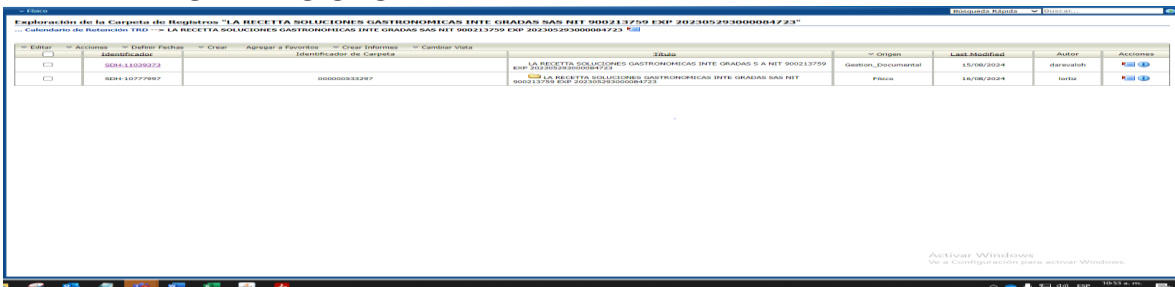 Físico
Búsqueda Rápida Buscar...
Exploración de la Carpeta de Registros "LA RECETTA SOLUCIONES GASTRONOMICAS INTE GRADAS SAS NIT 900213759 EXP 202305293000084723"
... Calendario de Retención TRD --> LA RECETTA SOLUCIONES GASTRONOMICAS INTE GRADAS SAS NIT 900213759 EXP 202305293000084723
Editar Acciones Definir Fechas Crear Agregar a Favoritos Crear Informes Cambiar Vista
Identificador Identificador de Carpeta Título Origen Last Modified Autor Acciones
SDH-11039373 LA RECETTA SOLUCIONES GASTRONOMICAS INTE GRADAS S A NIT 900213759 Gestion_Documental 15/08/2024 darevaloh
EXP 202305293000084723
SDH-10777997 000000933297 LA RECETTA SOLUCIONES GASTRONOMICAS INTE GRADAS SAS NIT Físico 16/08/2024 lortiz
900213759 EXP 202305293000084723
Activar Windows
Ve a Configuración para activar Windows.
ESP 10:53 a. m.